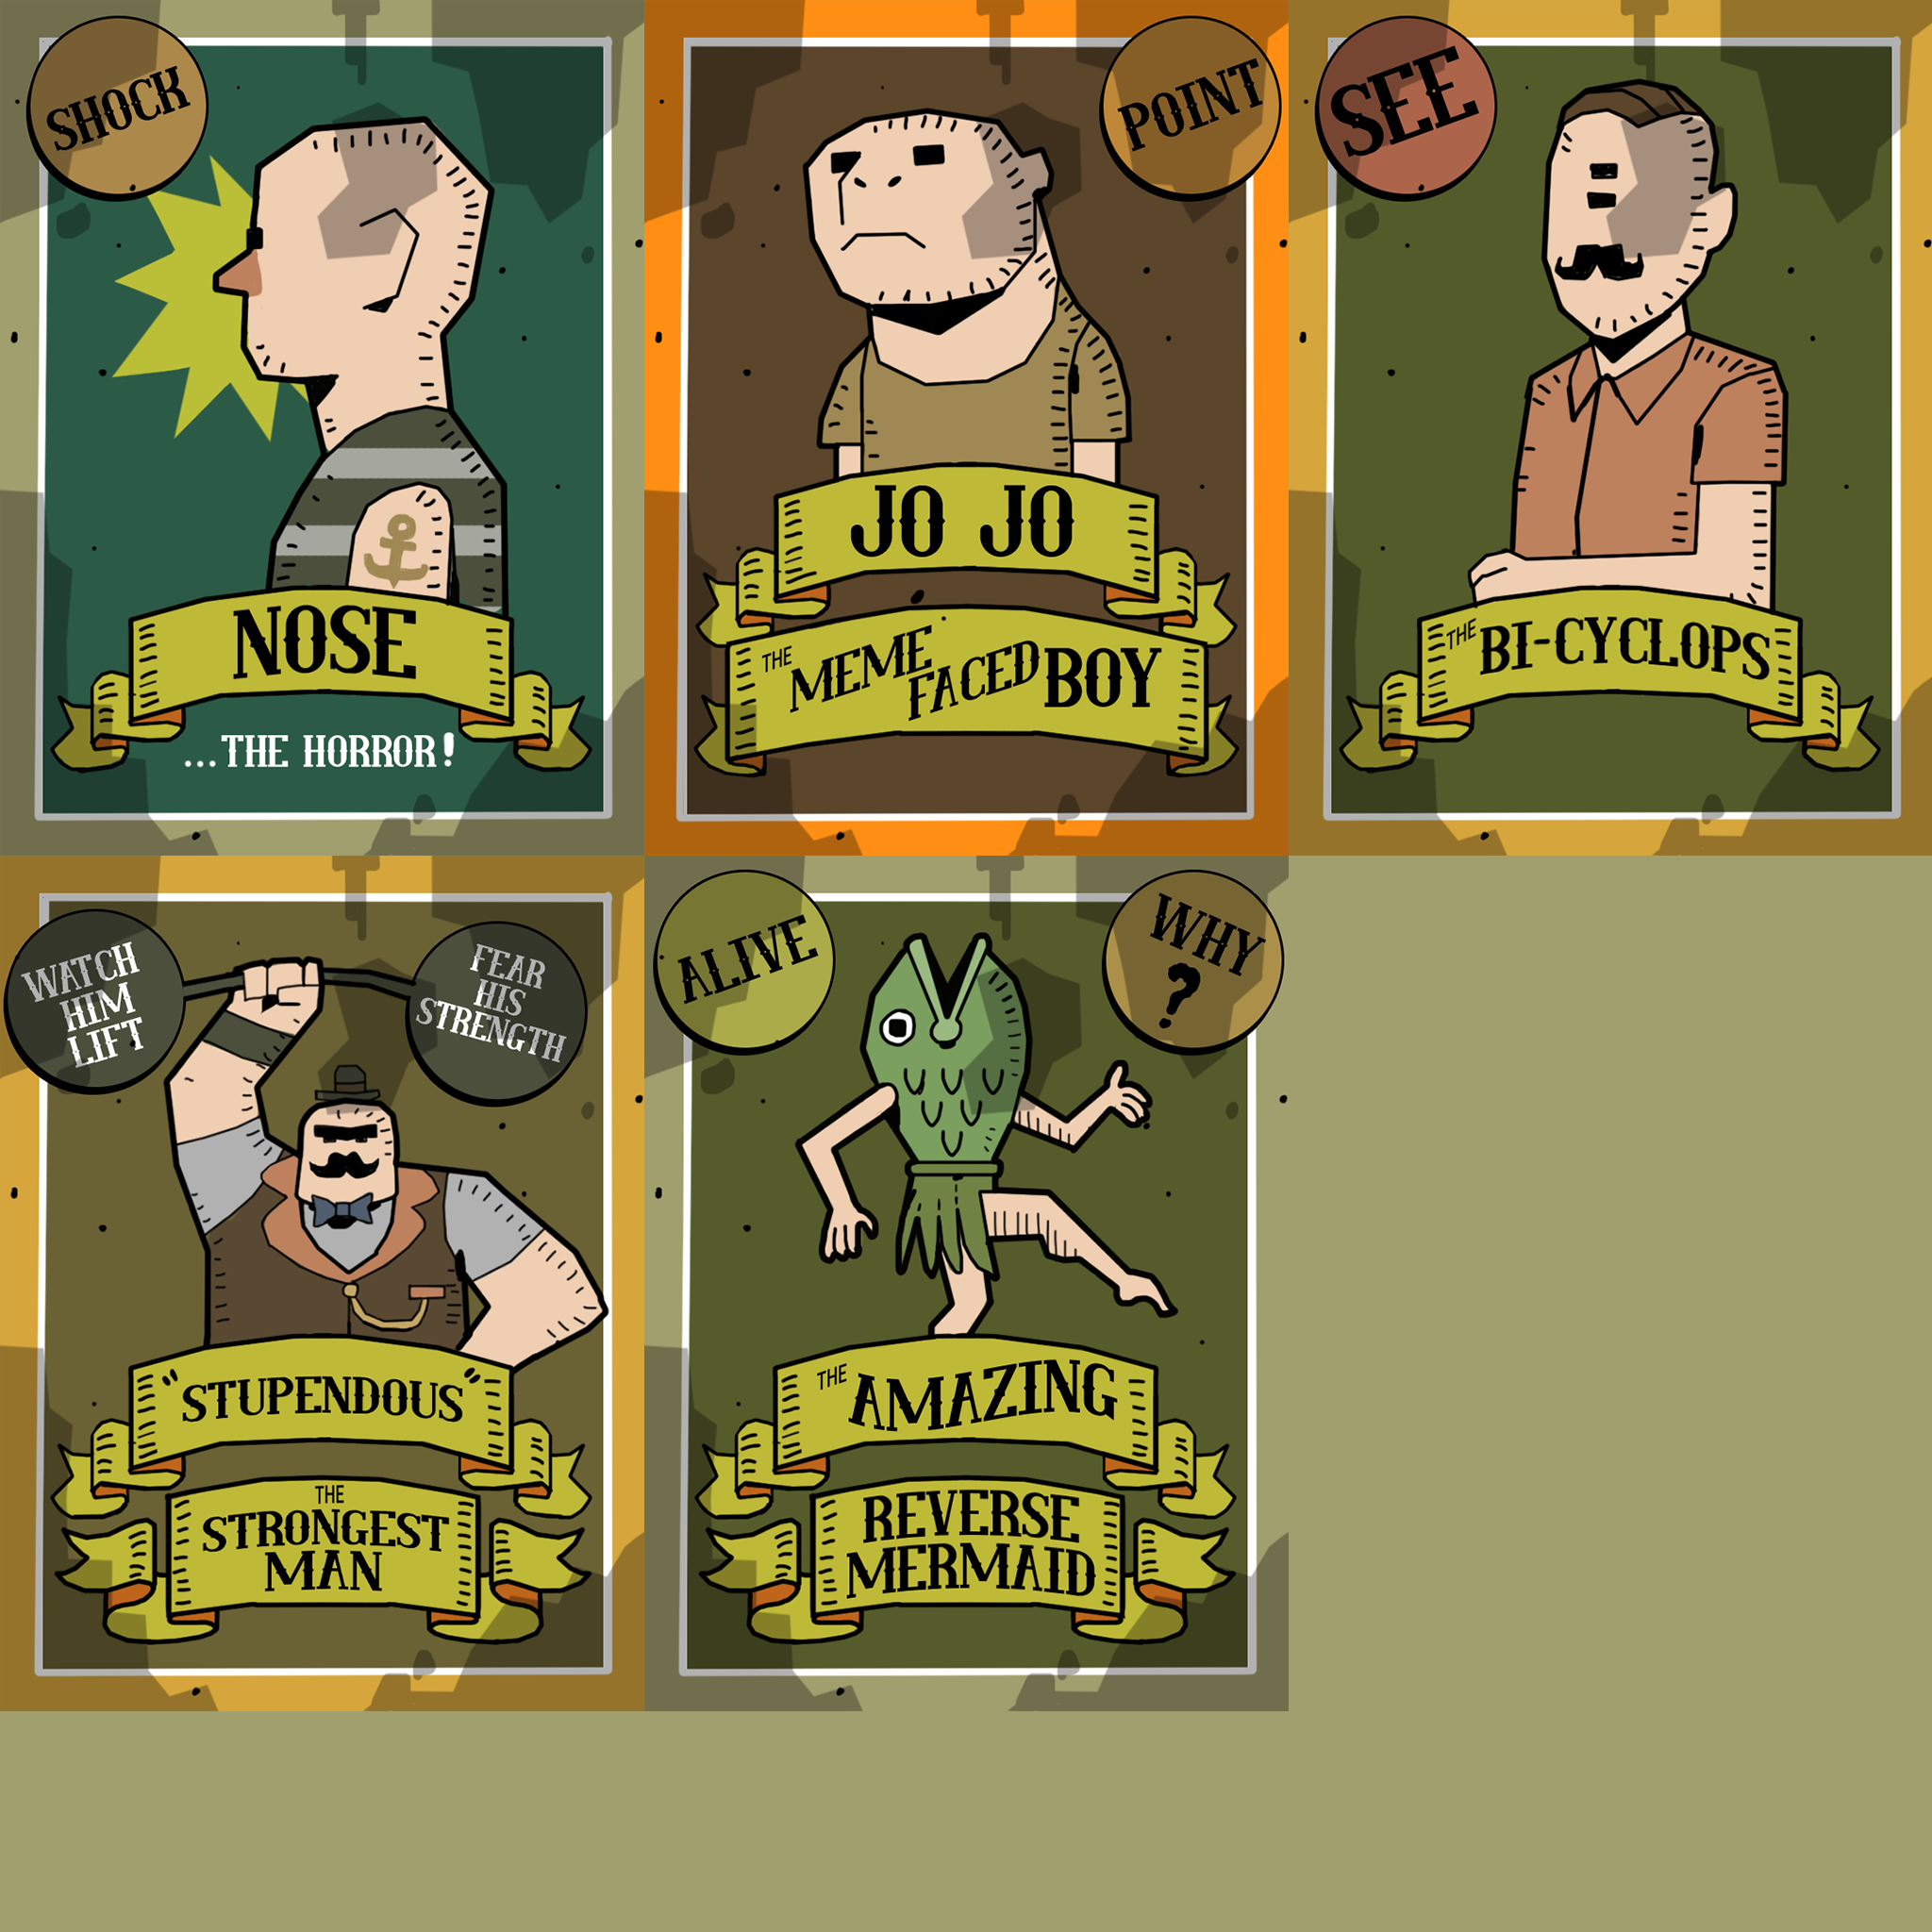 SHOCK
NOSE
...THE HORROR!
POINT
JO JO
THE MEME FACED BOY
SEE
THE BI-CYCLOPS
WATCH
HIM
LIFT
FEAR
HIS
STRENGTH
"STUPENDOUS"
THE
STRONGEST
MAN
ALIVE
WHY
?
THE AMAZING
REVERSE
MERMAID